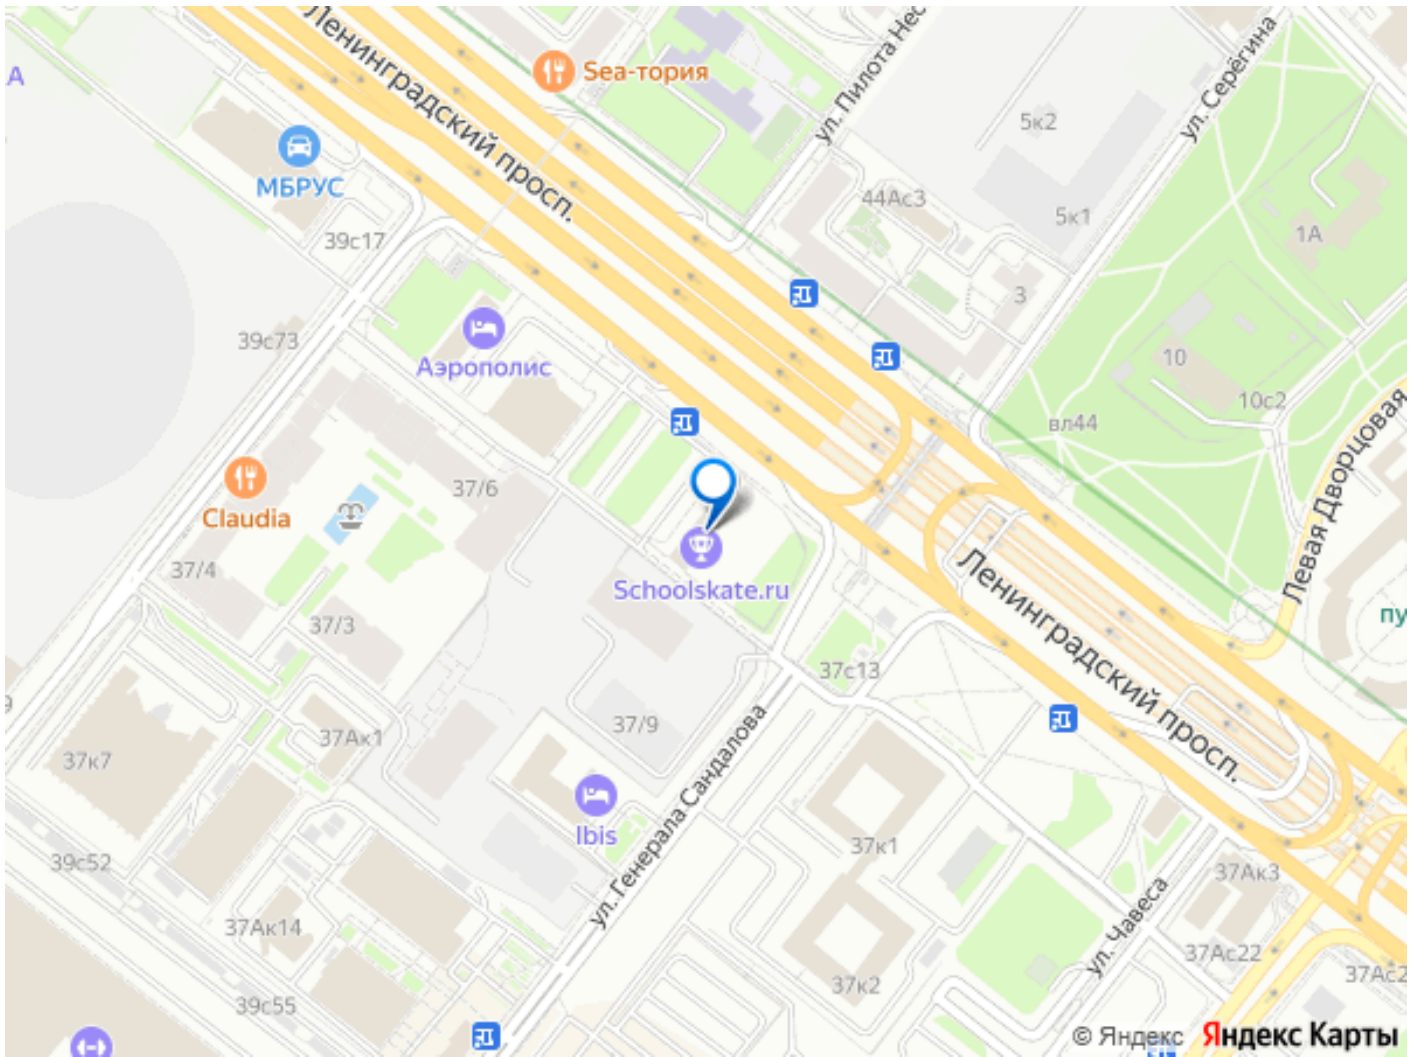 Ленинградский просп.
Sea-тория
А
МБРУС
39с17
ул. Пилота Нес
5к2
ул. Серёгина
44Ас3
5к1
1А
3
39с73
Аэрополис
10
10с2
вл44
Левая Дворцовая
37/6
Claudia
37/4
Schoolskate.ru
37/3
Ленинградский просп.
пу
37с13
9
37к7
37Ак1
37/9
Ibis
ул. Генерала Сандалова
37к1
39с52
37Ак3
37Ак14
ул. Чавеса
37Ас22
37Ас2
37к2
39с55
© Яндекс Яндекс Карты